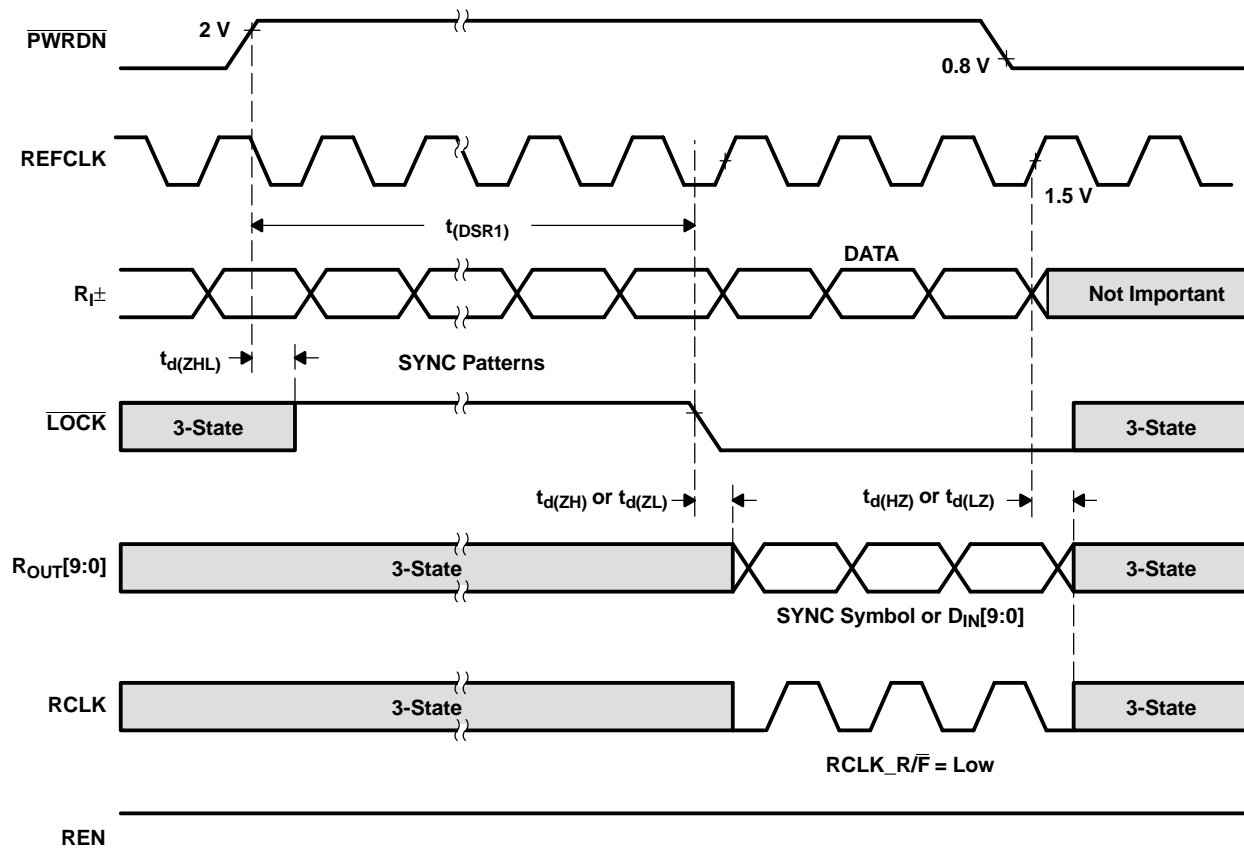 PWRDN
2 V
0.8 V
REFCLK
1.5 V
t(DSR1)
DATA
RI±
Not Important
td(ZHL)
SYNC Patterns
LOCK
3-State
3-State
td(ZH) or td(ZL)
td(HZ) or td(LZ)
ROUT[9:0]
3-State
3-State
SYNC Symbol or DIN[9:0]
RCLK
3-State
3-State
RCLK_R/F = Low
REN